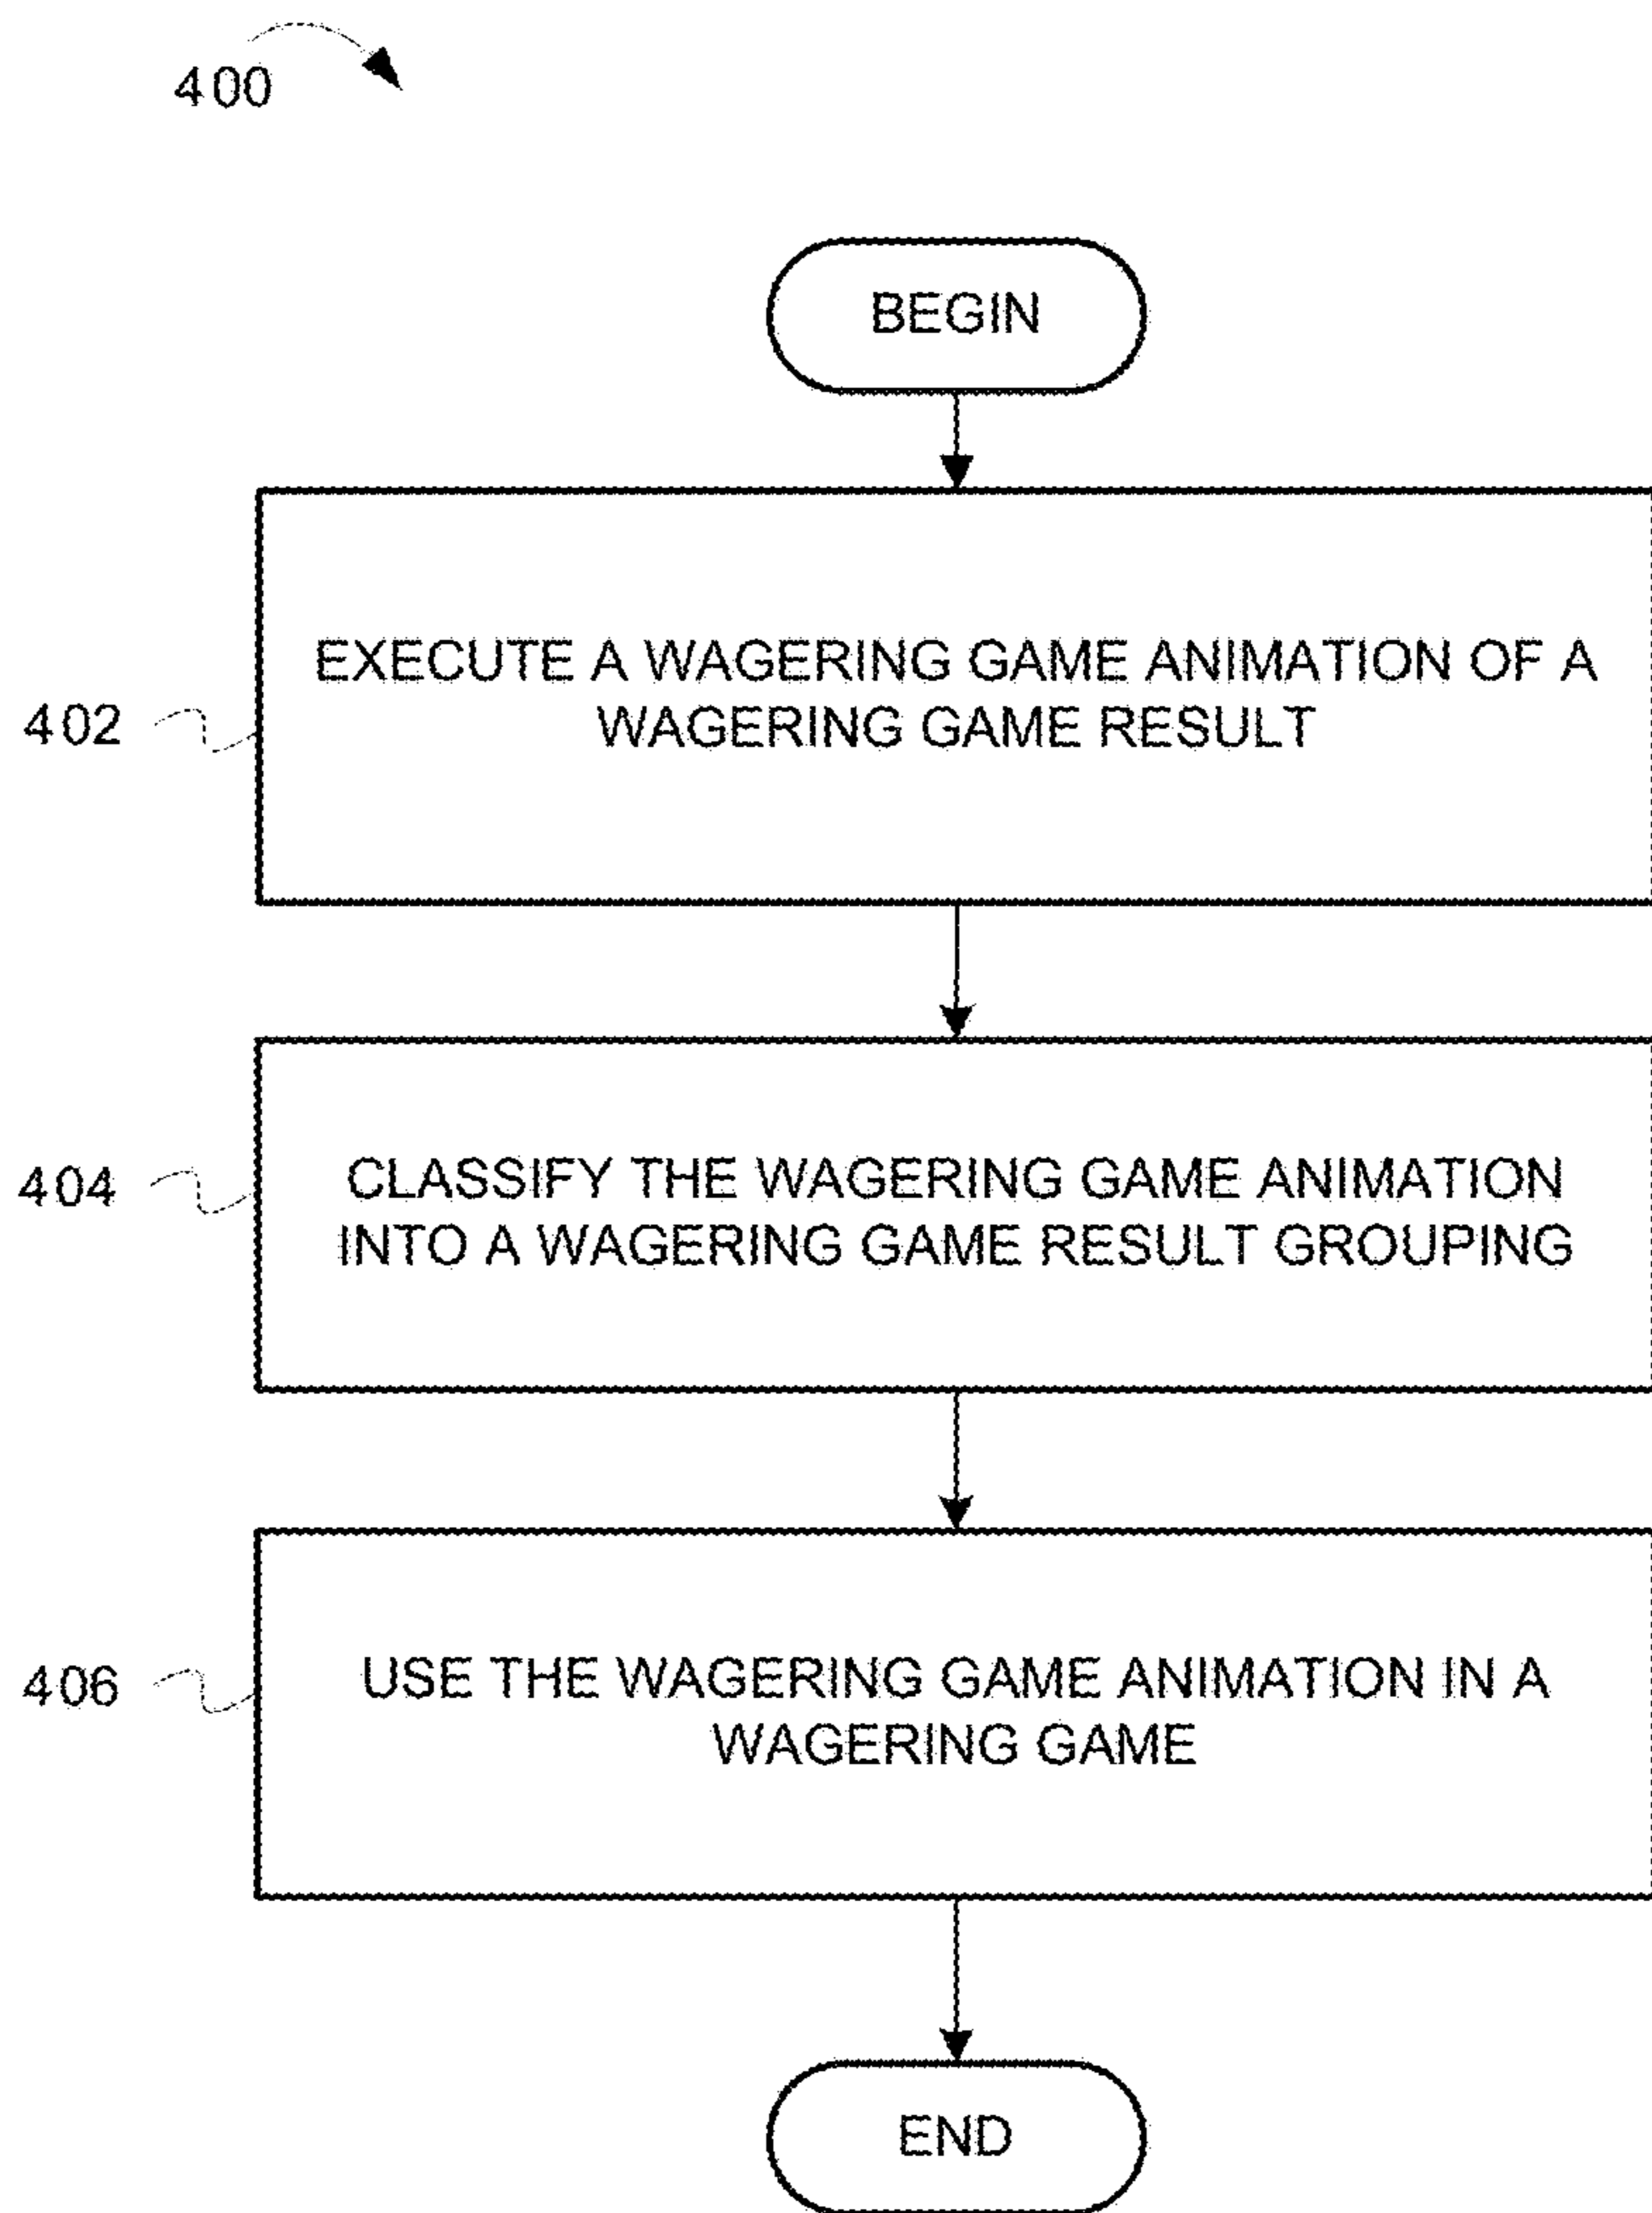 400
BEGIN
402
EXECUTE A WAGERING GAME ANIMATION OF A
WAGERING GAME RESULT
404
CLASSIFY THE WAGERING GAME ANIMATION
INTO A WAGERING GAME RESULT GROUPING
406
USE THE WAGERING GAME ANIMATION IN A
WAGERING GAME
END